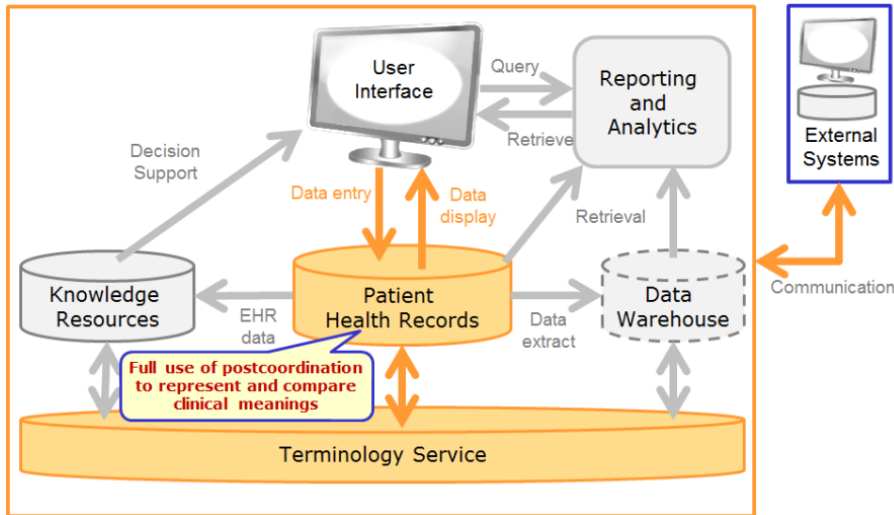 User
Interface
Query
Retrieve
Reporting
and
Analytics
External
Systems
Decision
Support
Data entry
Data
display
Retrieval
Communication
Knowledge
Resources
EHR
data
Patient
Health Records
Data
extract
Data
Warehouse
Full use of postcoordination
to represent and compare
clinical meanings
Terminology Service